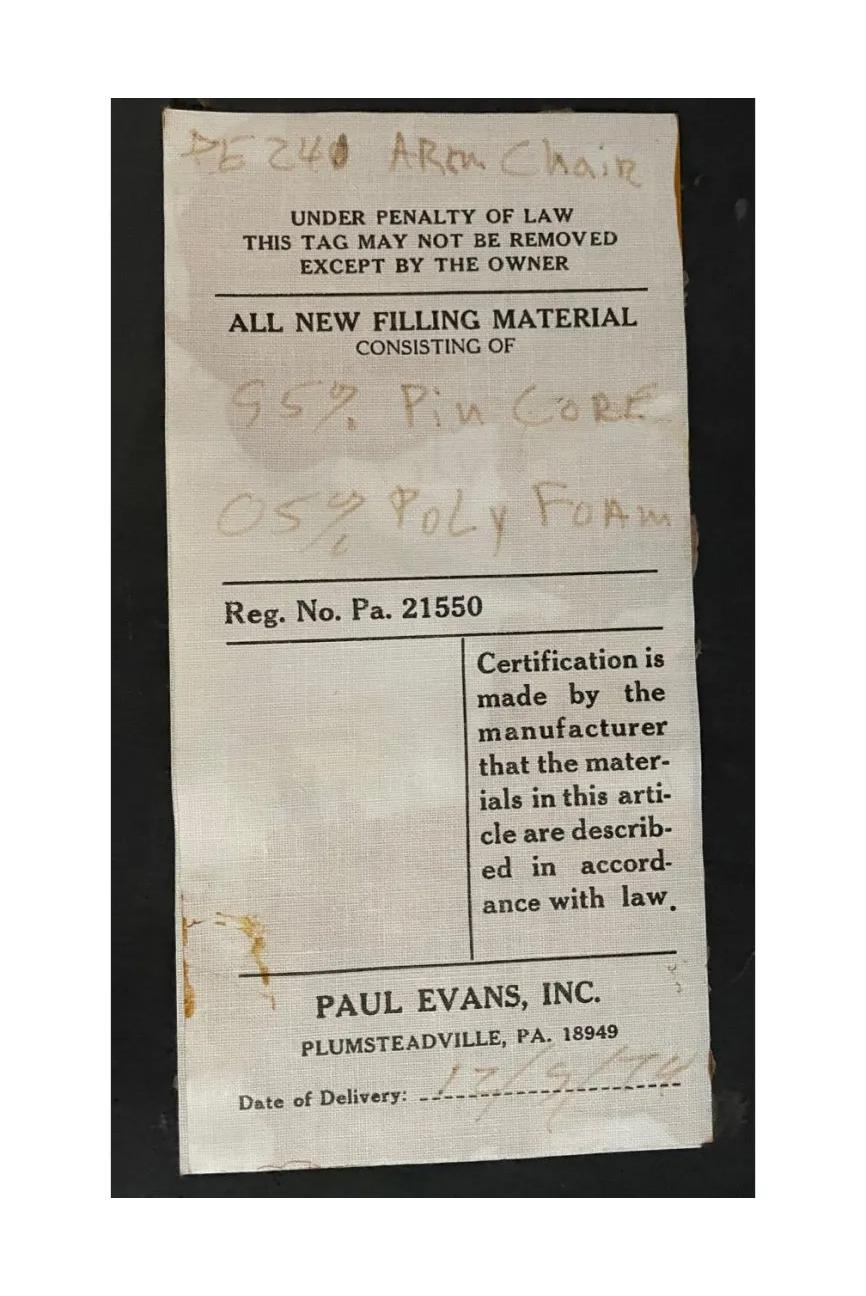 PE 240 ARm Chair
UNDER PENALTY OF LAW
THIS TAG MAY NOT BE REMOVED
EXCEPT BY THE OWNER
ALL NEW FILLING MATERIAL
CONSISTING OF
95% Pin CORE
05% PoLy FOAm
Reg. No. Pa. 21550
Certification is
made by the
manufacturer
that the mater-
ials in this arti-
cle are describ-
ed in accord-
ance with law.
PAUL EVANS, INC.
PLUMSTEADVILLE, PA. 18949
Date of Delivery: